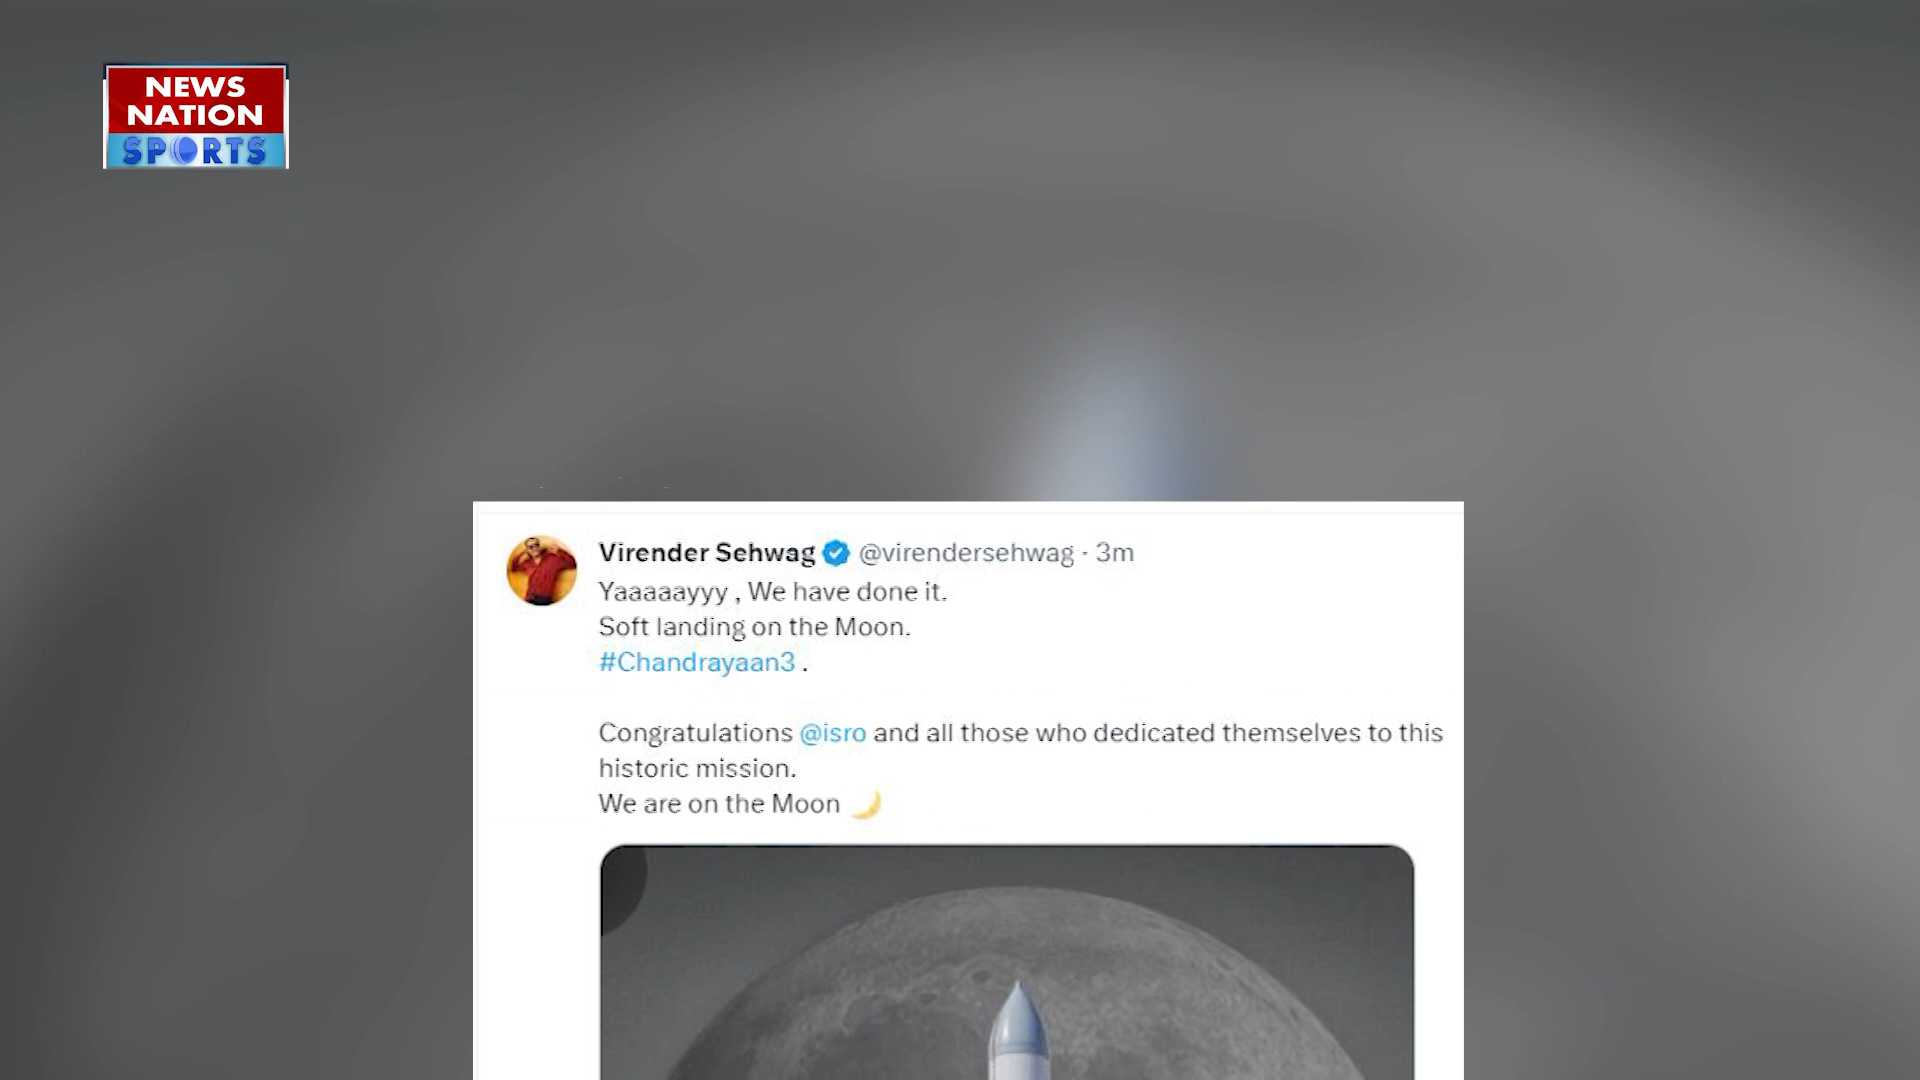 NEWS
NATION
SPORTS
Virender Sehwag @virendersehwag · 3m
Yaaaaayyy , We have done it.
Soft landing on the Moon.
#Chandrayaan3 .
Congratulations @isro and all those who dedicated themselves to this
historic mission.
We are on the Moon 🌙